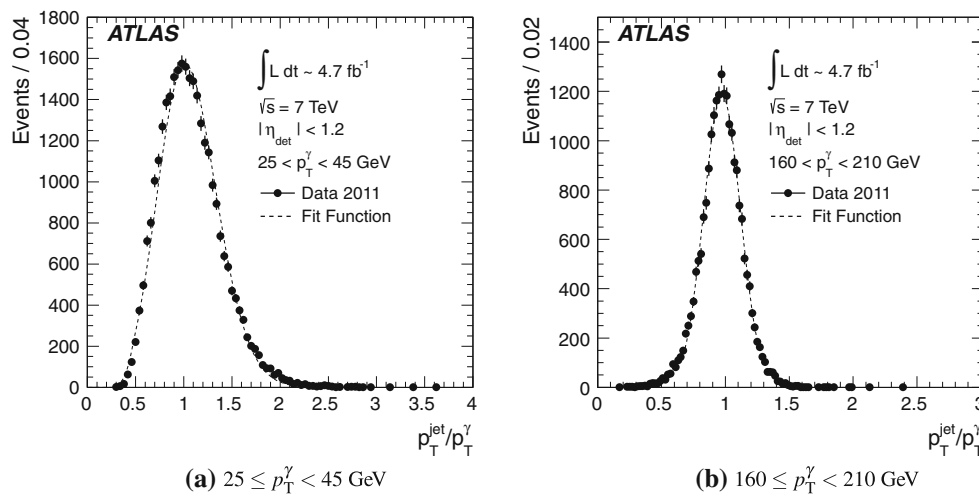 ATLAS
Events / 0.04
1800
1600
1400
1200
1000
800
600
400
200
0
∫ L dt ~ 4.7 fb⁻¹
√s = 7 TeV
| η_det | < 1.2
25 < p_T^γ < 45 GeV
Data 2011
Fit Function
0 0.5 1 1.5 2 2.5 3 3.5 4
p_T^jet/p_T^γ
(a) 25 ≤ p_T^γ < 45 GeV
ATLAS
Events / 0.02
1400
1200
1000
800
600
400
200
0
∫ L dt ~ 4.7 fb⁻¹
√s = 7 TeV
| η_det | < 1.2
160 < p_T^γ < 210 GeV
Data 2011
Fit Function
0 0.5 1 1.5 2 2.5 3
p_T^jet/p_T^γ
(b) 160 ≤ p_T^γ < 210 GeV